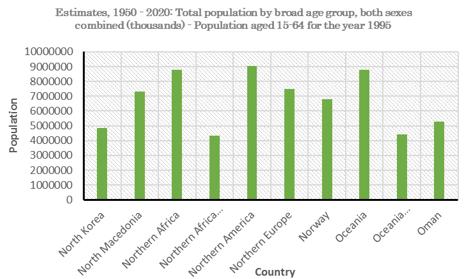 Estimates, 1950 - 2020: Total population by broad age group, both sexes
combined (thousands) - Population aged 15-64 for the year 1995
10000000
9000000
8000000
7000000
6000000
5000000
4000000
3000000
2000000
1000000
0
Population
North Korea
North Macedonia
Northern Africa
Northern Africa...
Northern America
Northern Europe
Norway
Oceania
Oceania...
Oman
Country